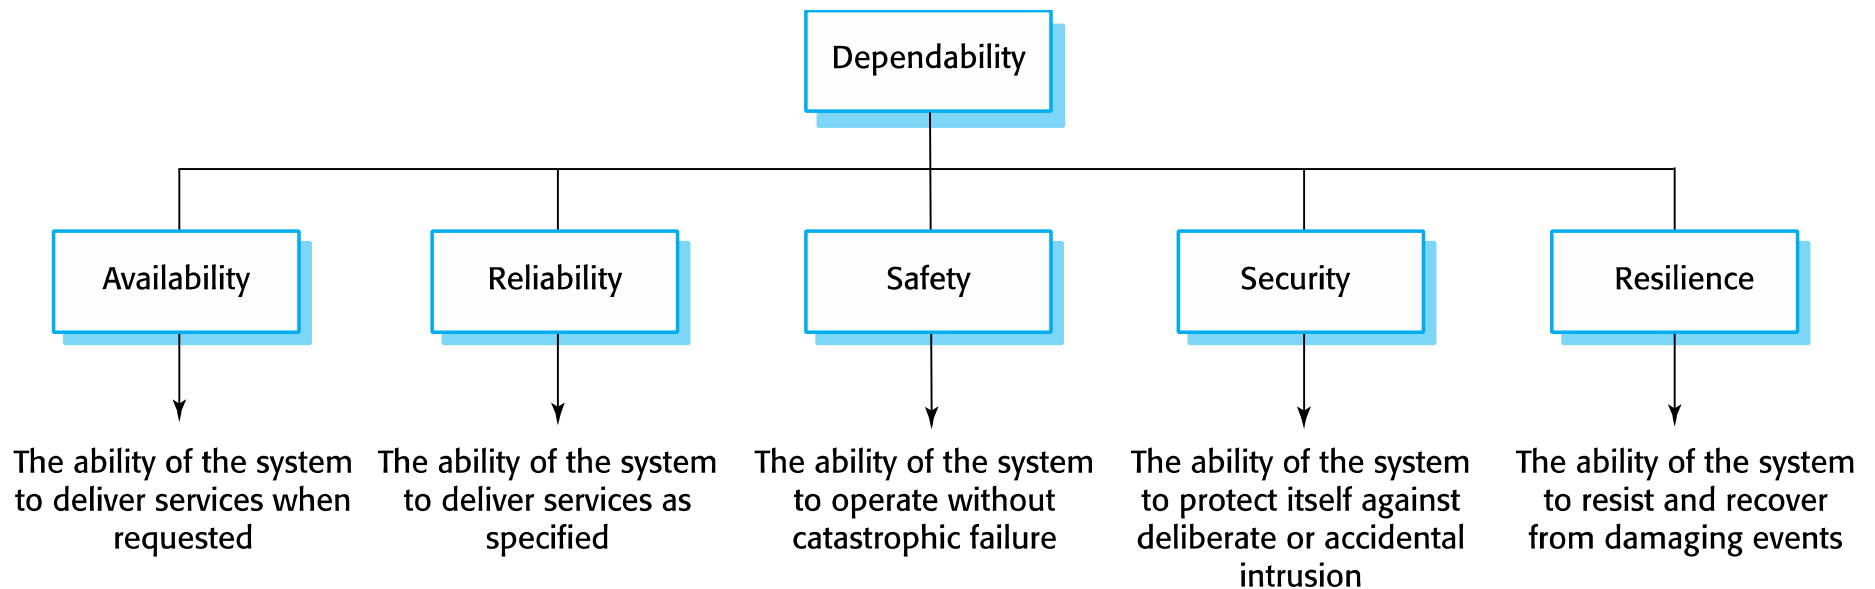 Dependability
Availability
Reliability
Safety
Security
Resilience
The ability of the system
to deliver services when
requested
The ability of the system
to deliver services as
specified
The ability of the system
to operate without
catastrophic failure
The ability of the system
to protect itself against
deliberate or accidental
intrusion
The ability of the system
to resist and recover
from damaging events